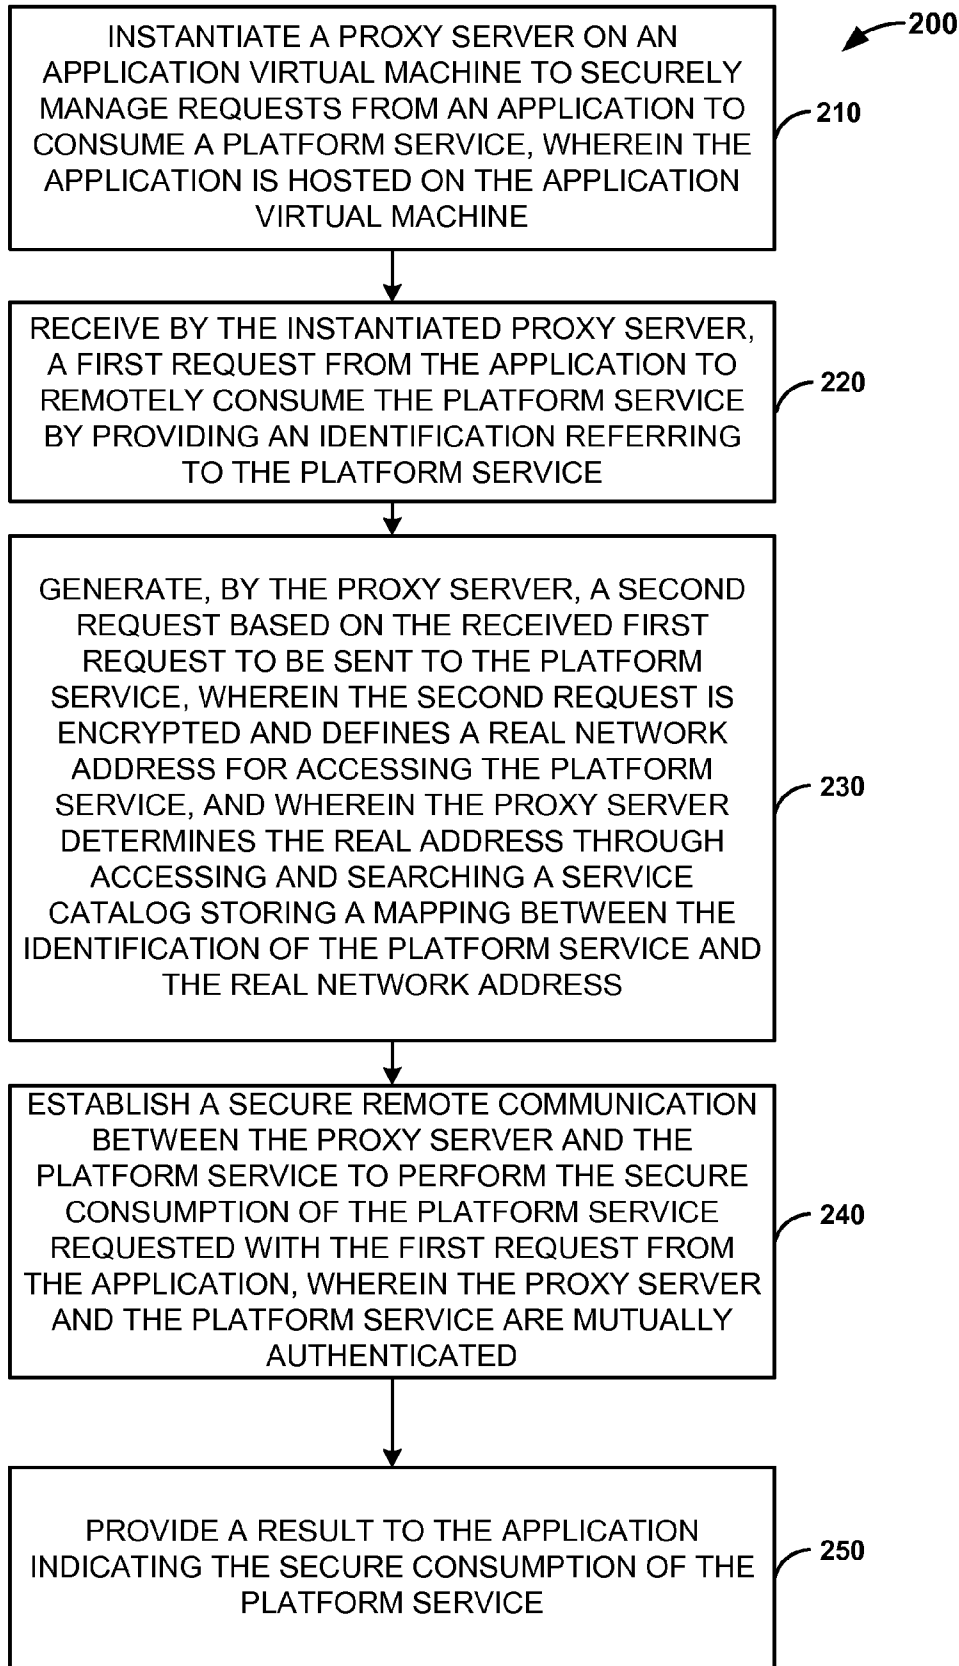 200
INSTANTIATE A PROXY SERVER ON AN
APPLICATION VIRTUAL MACHINE TO SECURELY
MANAGE REQUESTS FROM AN APPLICATION TO
CONSUME A PLATFORM SERVICE, WHEREIN THE
APPLICATION IS HOSTED ON THE APPLICATION
VIRTUAL MACHINE
210
RECEIVE BY THE INSTANTIATED PROXY SERVER,
A FIRST REQUEST FROM THE APPLICATION TO
REMOTELY CONSUME THE PLATFORM SERVICE
BY PROVIDING AN IDENTIFICATION REFERRING
TO THE PLATFORM SERVICE
220
GENERATE, BY THE PROXY SERVER, A SECOND
REQUEST BASED ON THE RECEIVED FIRST
REQUEST TO BE SENT TO THE PLATFORM
SERVICE, WHEREIN THE SECOND REQUEST IS
ENCRYPTED AND DEFINES A REAL NETWORK
ADDRESS FOR ACCESSING THE PLATFORM
SERVICE, AND WHEREIN THE PROXY SERVER
DETERMINES THE REAL ADDRESS THROUGH
ACCESSING AND SEARCHING A SERVICE
CATALOG STORING A MAPPING BETWEEN THE
IDENTIFICATION OF THE PLATFORM SERVICE AND
THE REAL NETWORK ADDRESS
230
ESTABLISH A SECURE REMOTE COMMUNICATION
BETWEEN THE PROXY SERVER AND THE
PLATFORM SERVICE TO PERFORM THE SECURE
CONSUMPTION OF THE PLATFORM SERVICE
REQUESTED WITH THE FIRST REQUEST FROM
THE APPLICATION, WHEREIN THE PROXY SERVER
AND THE PLATFORM SERVICE ARE MUTUALLY
AUTHENTICATED
240
PROVIDE A RESULT TO THE APPLICATION
INDICATING THE SECURE CONSUMPTION OF THE
PLATFORM SERVICE
250